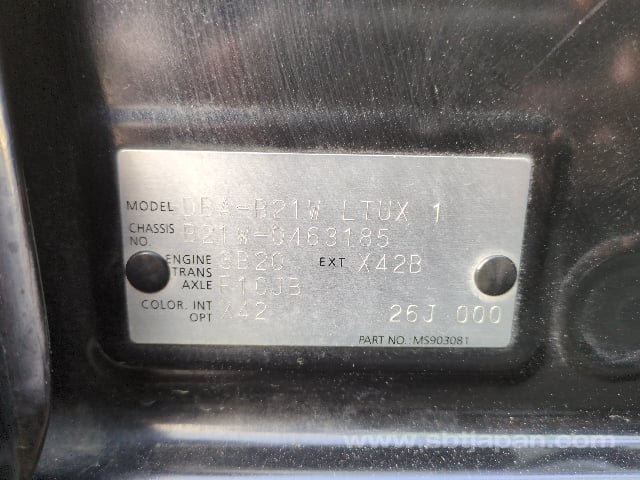 MODEL DBA-B21W LTUX 1
CHASSIS NO. B21W-0463185
ENGINE 3B20 EXT X42B
TRANS AXLE F1CJB
COLOR. INT X42 26J 000
OPT
PART NO. MS903081
www.sbtjapan.com